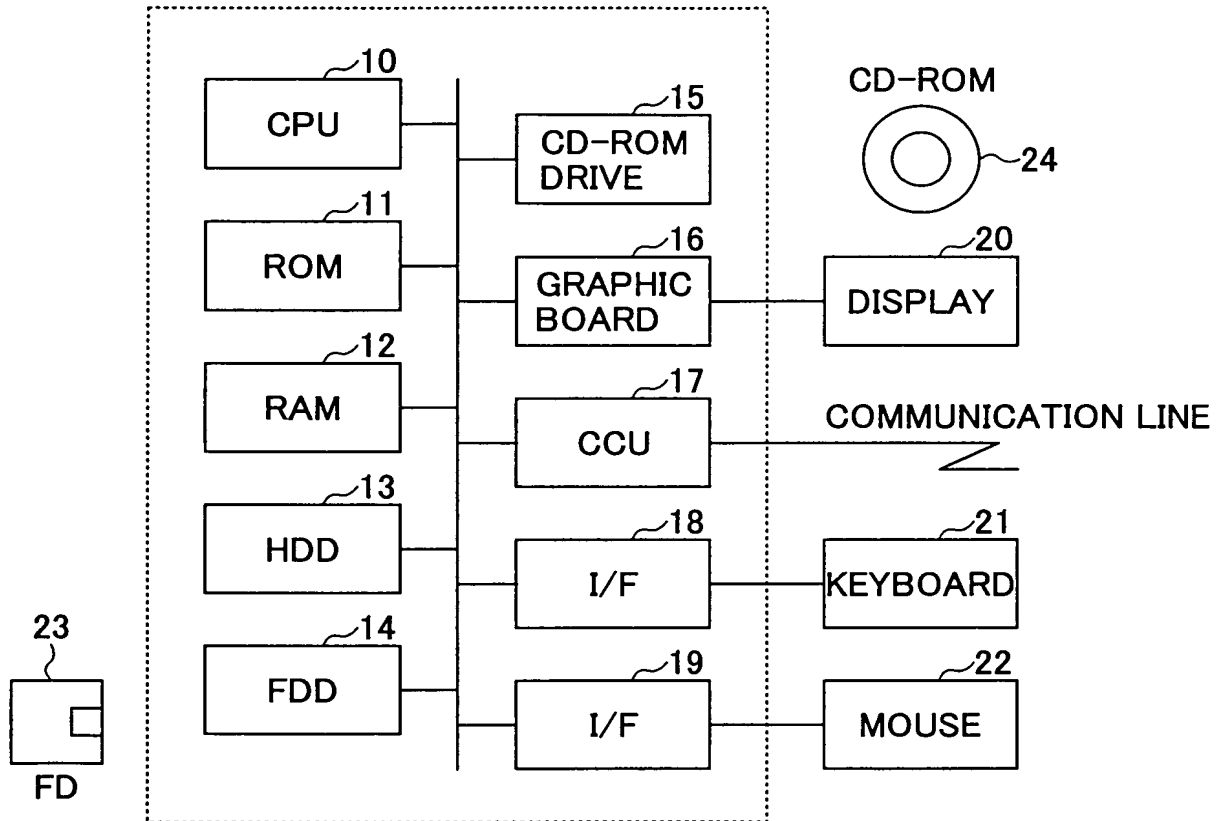 10
CPU
11
ROM
12
RAM
13
HDD
14
FDD
15
CD-ROM
DRIVE
16
GRAPHIC
BOARD
17
CCU
18
I/F
19
I/F
CD-ROM
24
20
DISPLAY
COMMUNICATION LINE
21
KEYBOARD
22
MOUSE
23
FD